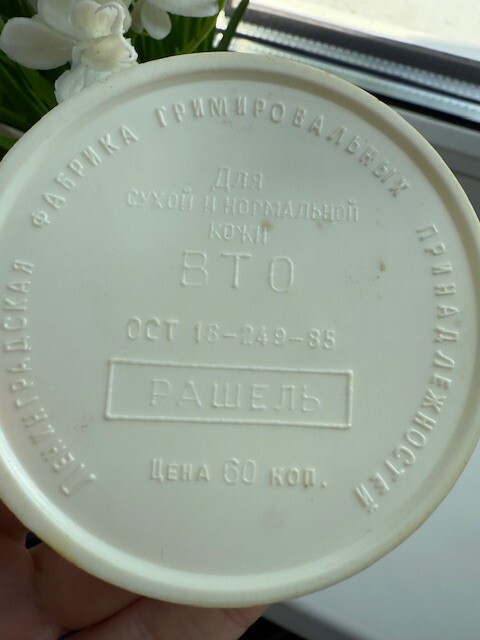 Ленинградская фабрика гримировальных принадлежностей
Для
сухой и нормальной
кожи
ВТО
ОСТ 18-249-85
РАШЕЛЬ
Цена 60 коп.